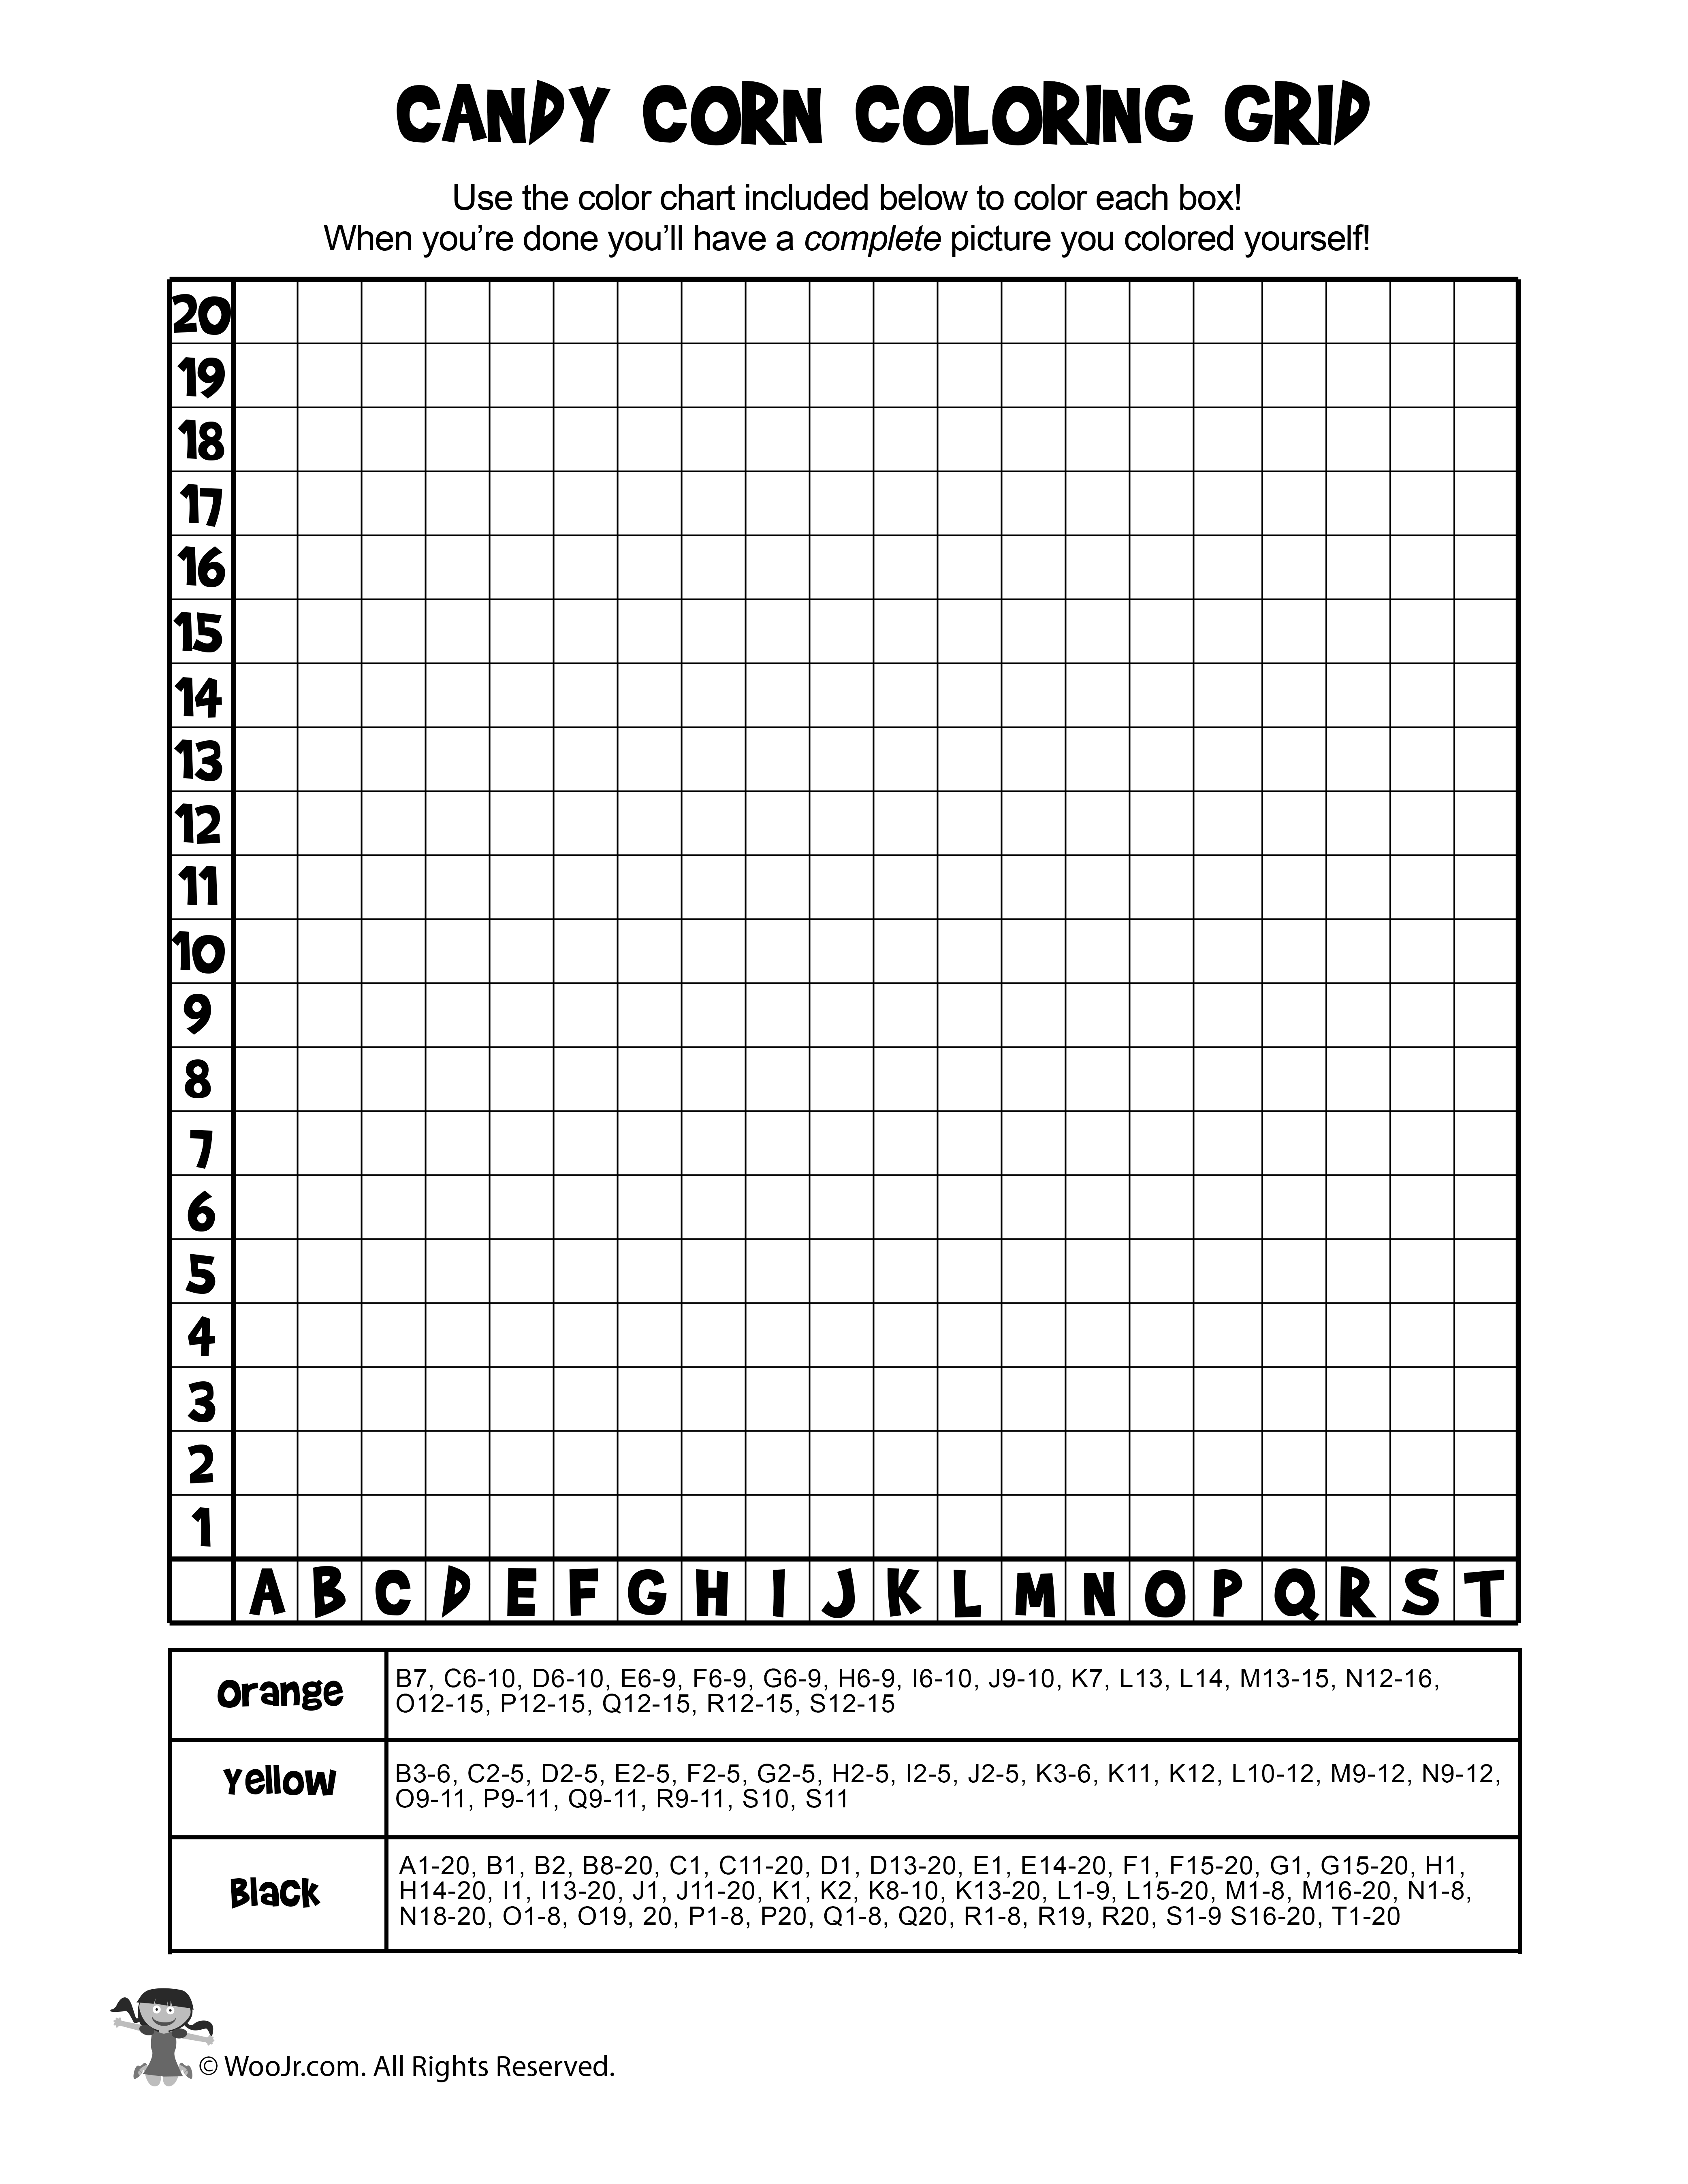 CANDY CORN COLORING GRID
Use the color chart included below to color each box!
When you're done you'll have a complete picture you colored yourself!
20
19
18
17
16
15
14
13
12
11
10
9
8
7
6
5
4
3
2
1
A B C D E F G H I J K L M N O P Q R S T
Orange
B7, C6-10, D6-10, E6-9, F6-9, G6-9, H6-9, I6-10, J9-10, K7, L13, L14, M13-15, N12-16,
O12-15, P12-15, Q12-15, R12-15, S12-15
Yellow
B3-6, C2-5, D2-5, E2-5, F2-5, G2-5, H2-5, I2-5, J2-5, K3-6, K11, K12, L10-12, M9-12, N9-12,
O9-11, P9-11, Q9-11, R9-11, S10, S11
Black
A1-20, B1, B2, B8-20, C1, C11-20, D1, D13-20, E1, E14-20, F1, F15-20, G1, G15-20, H1,
H14-20, I1, I13-20, J1, J11-20, K1, K2, K8-10, K13-20, L1-9, L15-20, M1-8, M16-20, N1-8,
N18-20, O1-8, O19, 20, P1-8, P20, Q1-8, Q20, R1-8, R19, R20, S1-9 S16-20, T1-20
© WooJr.com. All Rights Reserved.